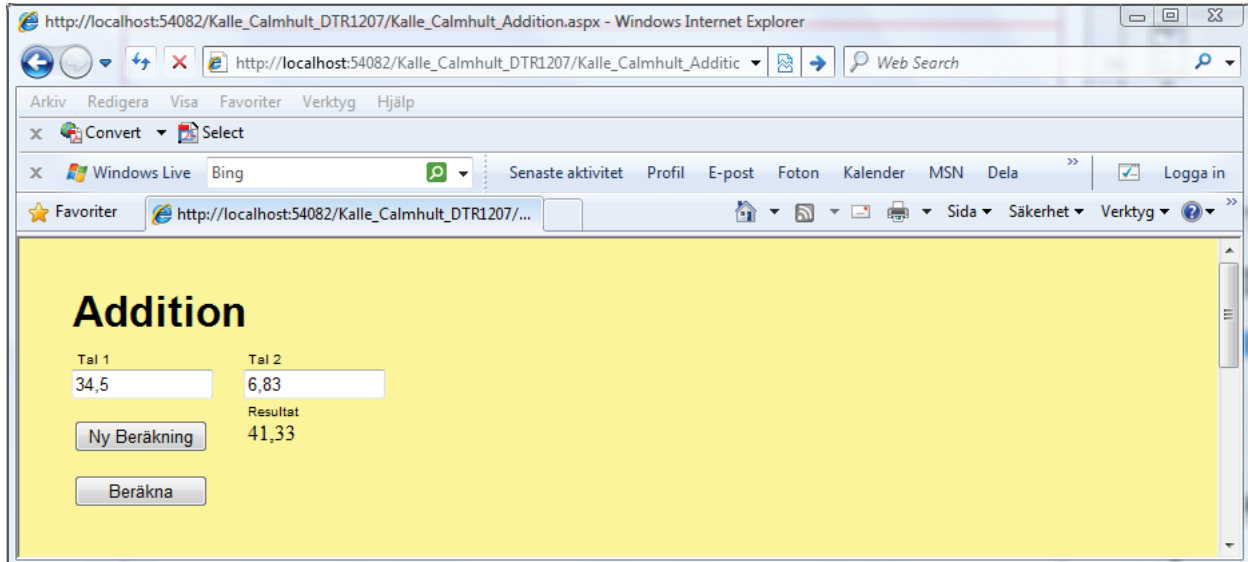 http://localhost:54082/Kalle_Calmhult_DTR1207/Kalle_Calmhult_Addition.aspx - Windows Internet Explorer
http://localhost:54082/Kalle_Calmhult_DTR1207/Kalle_Calmhult_Additic Web Search
Arkiv Redigera Visa Favoriter Verktyg Hjälp
x Convert Select
x Windows Live Bing Senaste aktivitet Profil E-post Foton Kalender MSN Dela » Logga in
Favoriter http://localhost:54082/Kalle_Calmhult_DTR1207/... Sida Säkerhet Verktyg »
Addition
Tal 1 Tal 2
34,5 6,83
Resultat
Ny Beräkning 41,33
Beräkna